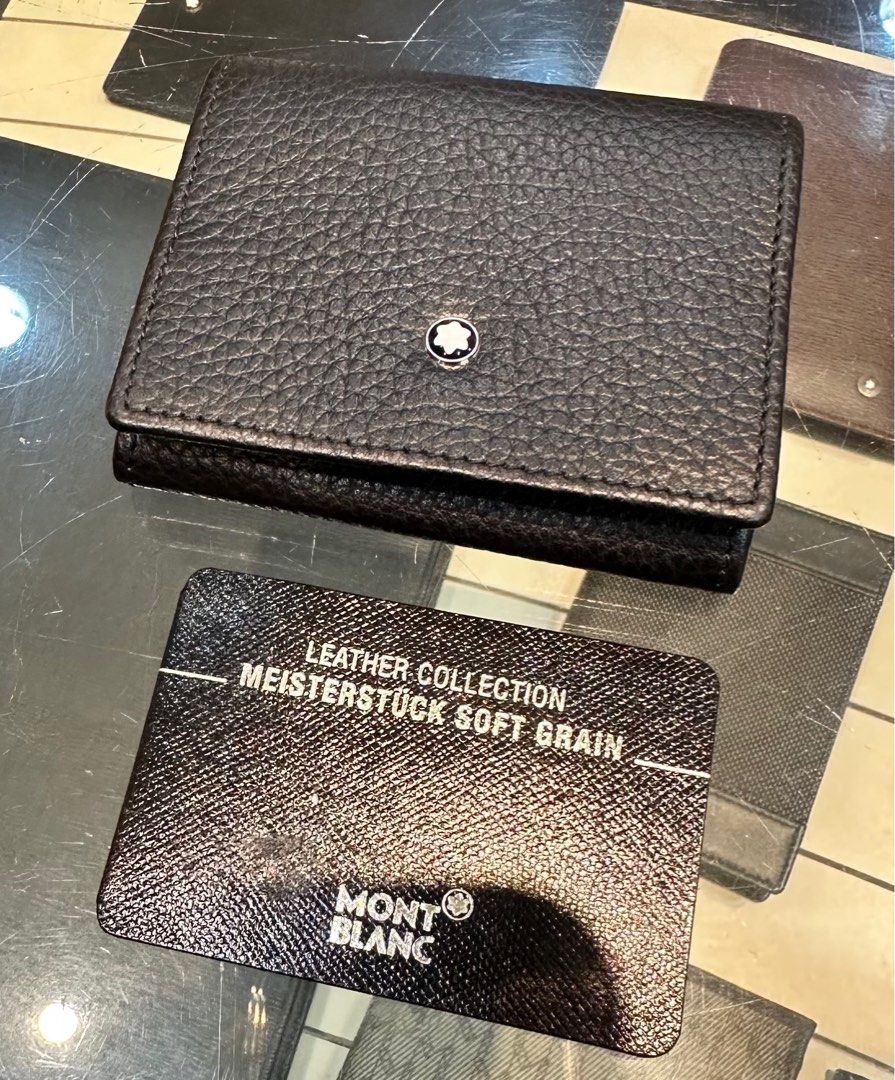 LEATHER COLLECTION
MEISTERSTÜCK SOFT GRAIN
MONT
BLANC